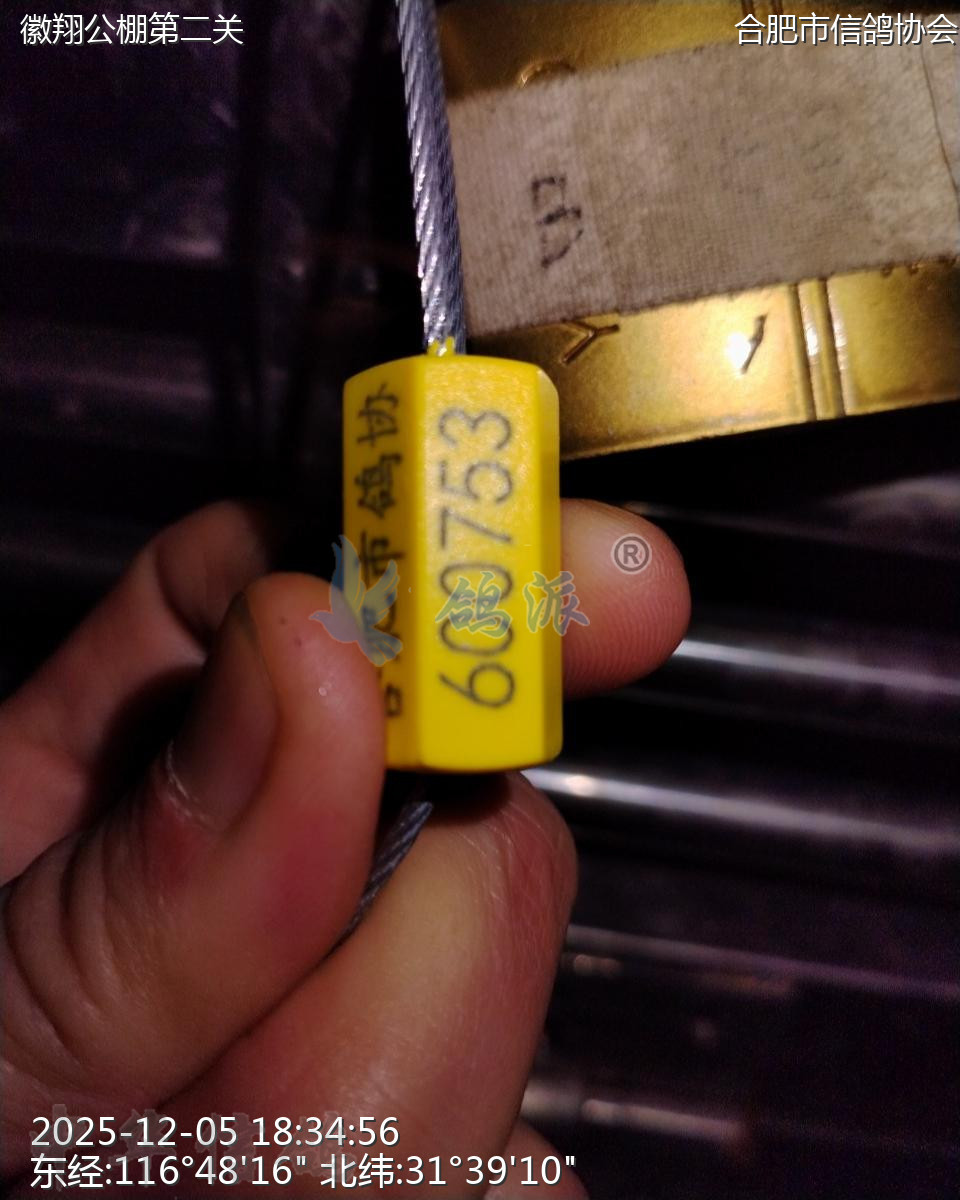 徽翔公棚第二关
合肥市信鸽协会
市鸽协
600753
鸽派®
2025-12-05 18:34:56
东经:116°48'16" 北纬:31°39'10"